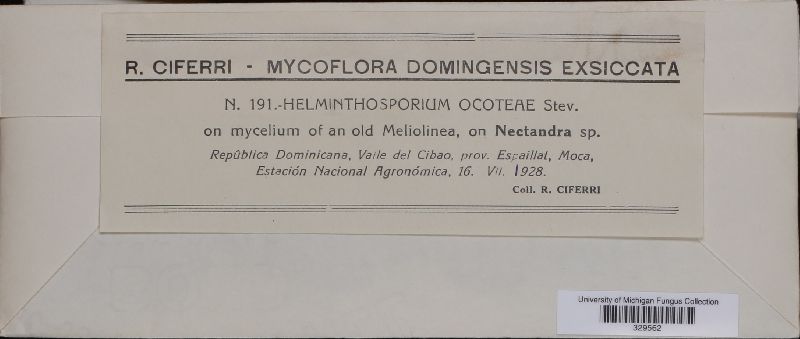 R. CIFERRI - MYCOFLORA DOMINGENSIS EXSICCATA
N. 191.-HELMINTHOSPORIUM OCOTEAE Stev.
on mycelium of an old Meliolinea, on Nectandra sp.
República Dominicana, Valle del Cibao, prov. Espaillat, Moca,
Estación Nacional Agronómica, 16. VII. 1928.
Coll. R. CIFERRI
University of Michigan Fungus Collection
329562